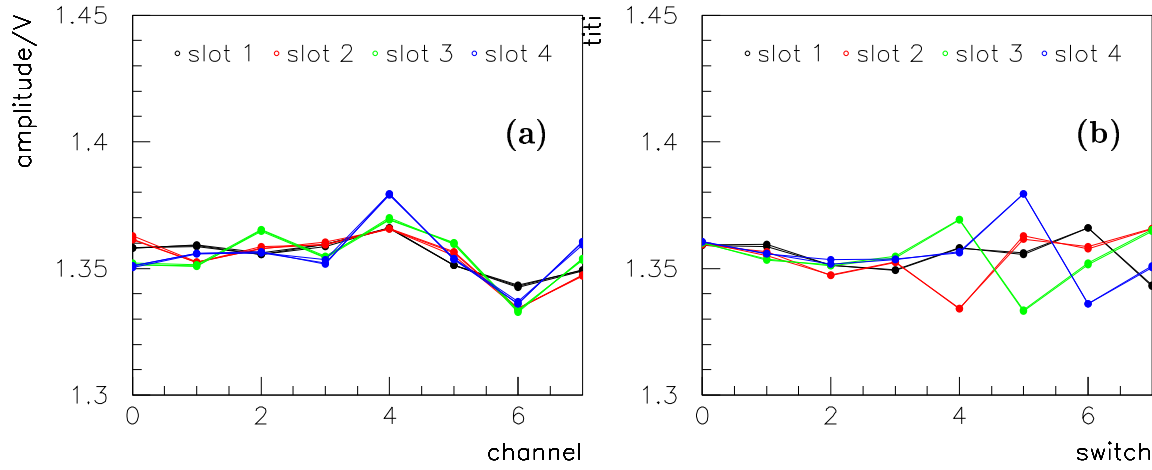 amplitude/V
1.45
1.4
1.35
1.3
slot 1 slot 2 slot 3 slot 4
(a)
0 2 4 6
channel
titi
1.45
1.4
1.35
1.3
slot 1 slot 2 slot 3 slot 4
(b)
0 2 4 6
switch